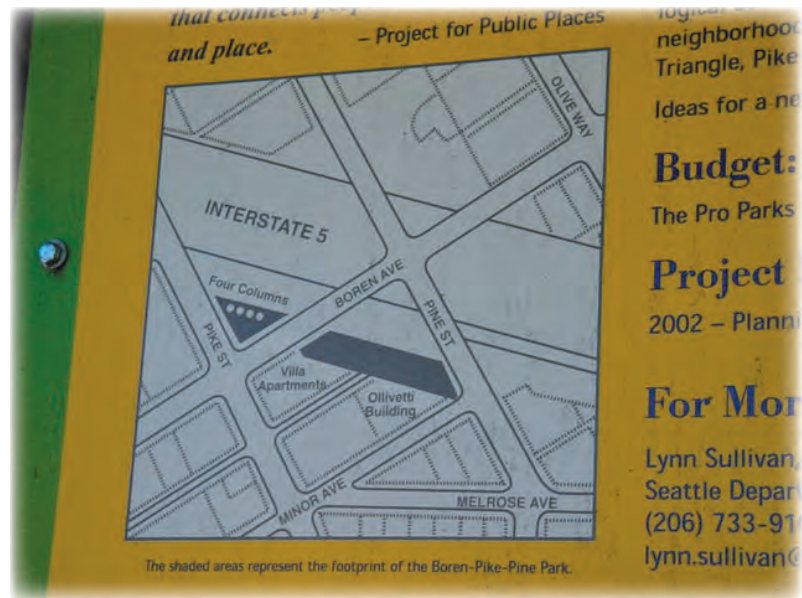 that connects
and place.
– Project for Public Places
neighborhood
Triangle, Pike
Ideas for a ne
Budget:
The Pro Parks
Project
2002 – Planni
For Mor
Lynn Sullivan,
Seattle Depar
(206) 733-91
lynn.sullivan@
OLIVE WAY
INTERSTATE 5
Four Columns
BOREN AVE
PIKE ST
PINE ST
Villa
Apartments
Ollivetti
Building
MINOR AVE
MELROSE AVE
The shaded areas represent the footprint of the Boren-Pike-Pine Park.